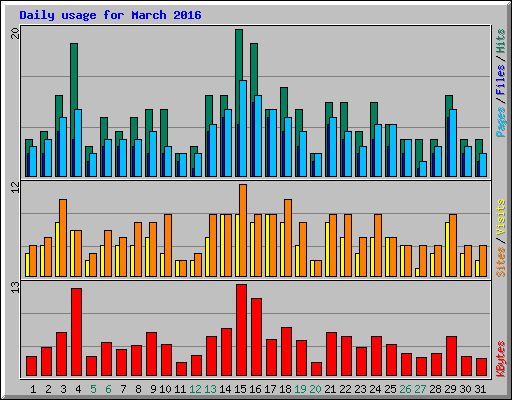 Daily usage for March 2016
20
Pages / Files / Hits
12
Sites / Visits
13
KBytes
1 2 3 4 5 6 7 8 9 10 11 12 13 14 15 16 17 18 19 20 21 22 23 24 25 26 27 28 29 30 31